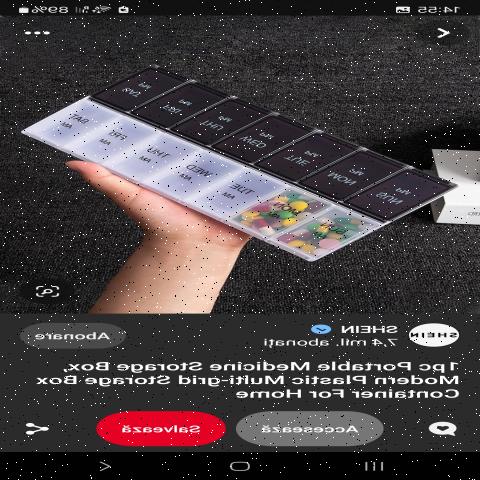 14:55
89%
SUN
PM
MON
PM
TUE
PM
WED
PM
THU
PM
FRI
PM
SAT
PM
TUE
AM
WED
AM
THU
AM
FRI
AM
SAT
AM
SHEIN
SHEIN
7,4 mil. abonați
Abonare
1pc Portable Medicine Storage Box,
Modern Plastic Multi-grid Storage Box
Container For Home
Accesează
Salvează